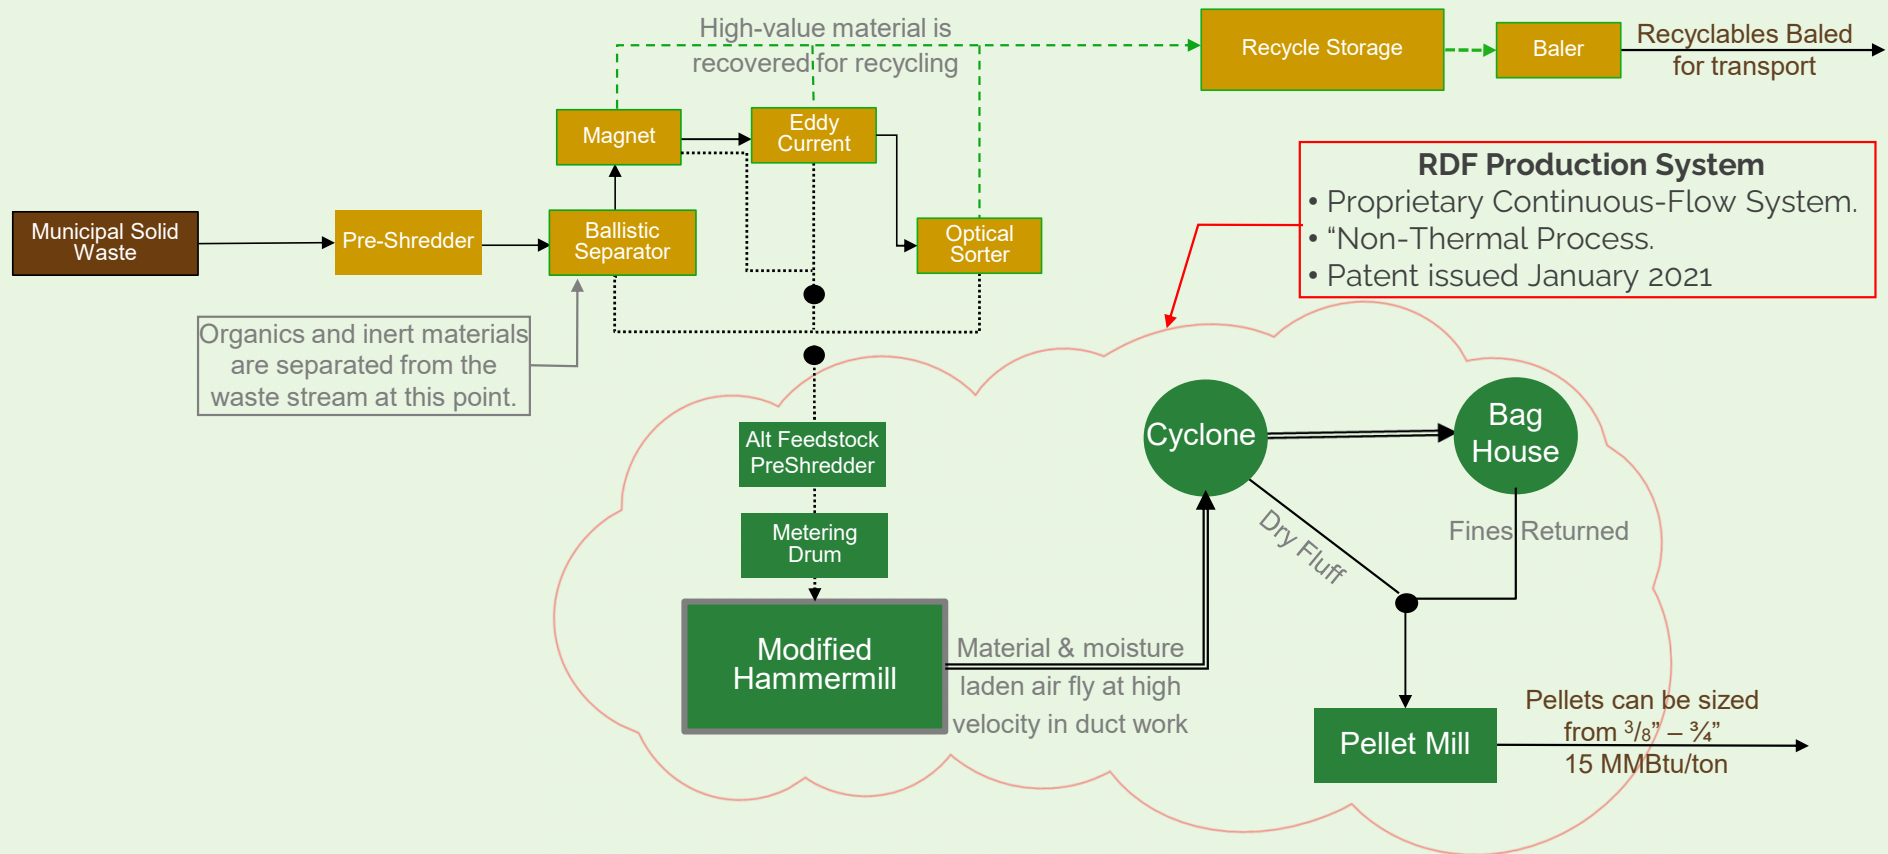 High-value material is
recovered for recycling
Recycle Storage
Baler
Recyclables Baled
for transport
Magnet
Eddy
Current
RDF Production System
• Proprietary Continuous-Flow System.
• “Non-Thermal Process.
• Patent issued January 2021
Municipal Solid
Waste
Pre-Shredder
Ballistic
Separator
Optical
Sorter
Organics and inert materials
are separated from the
waste stream at this point.
Alt Feedstock
PreShredder
Metering
Drum
Modified
Hammermill
Material & moisture
laden air fly at high
velocity in duct work
Cyclone
Bag
House
Dry Fluff
Fines Returned
Pellet Mill
Pellets can be sized
from 3/8” – ¾”
15 MMBtu/ton